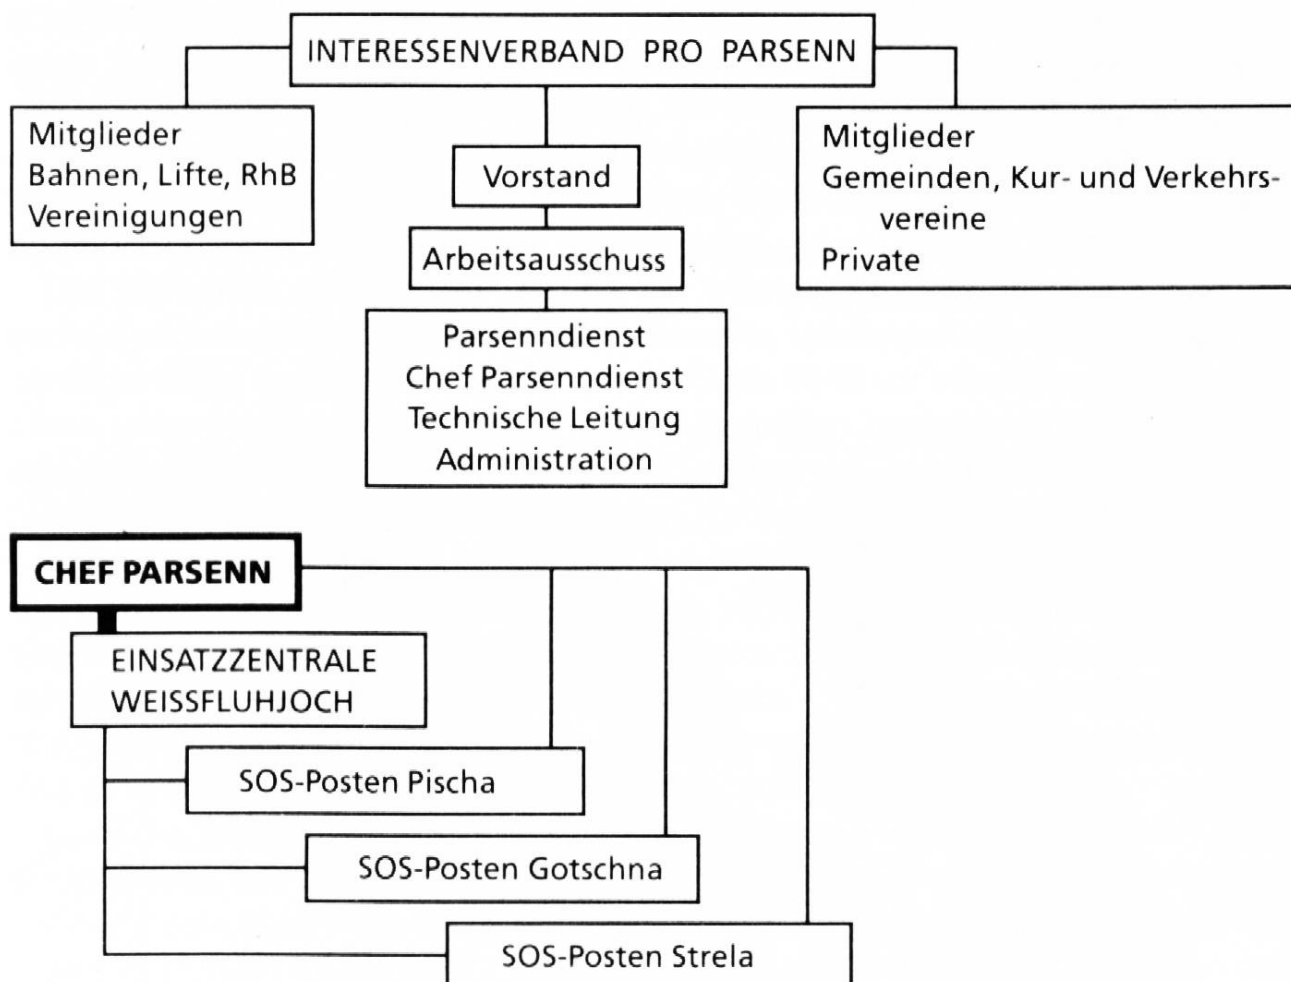 INTERESSENVERBAND PRO PARSENN
Mitglieder
Bahnen, Lifte, RhB
Vereinigungen
Vorstand
Arbeitsausschuss
Mitglieder
Gemeinden, Kur- und Verkehrs-
vereine
Private
Parsenndienst
Chef Parsenndienst
Technische Leitung
Administration
CHEF PARSENN
EINSATZZENTRALE
WEISSFLUHJOCH
SOS-Posten Pischa
SOS-Posten Gotschna
SOS-Posten Strela